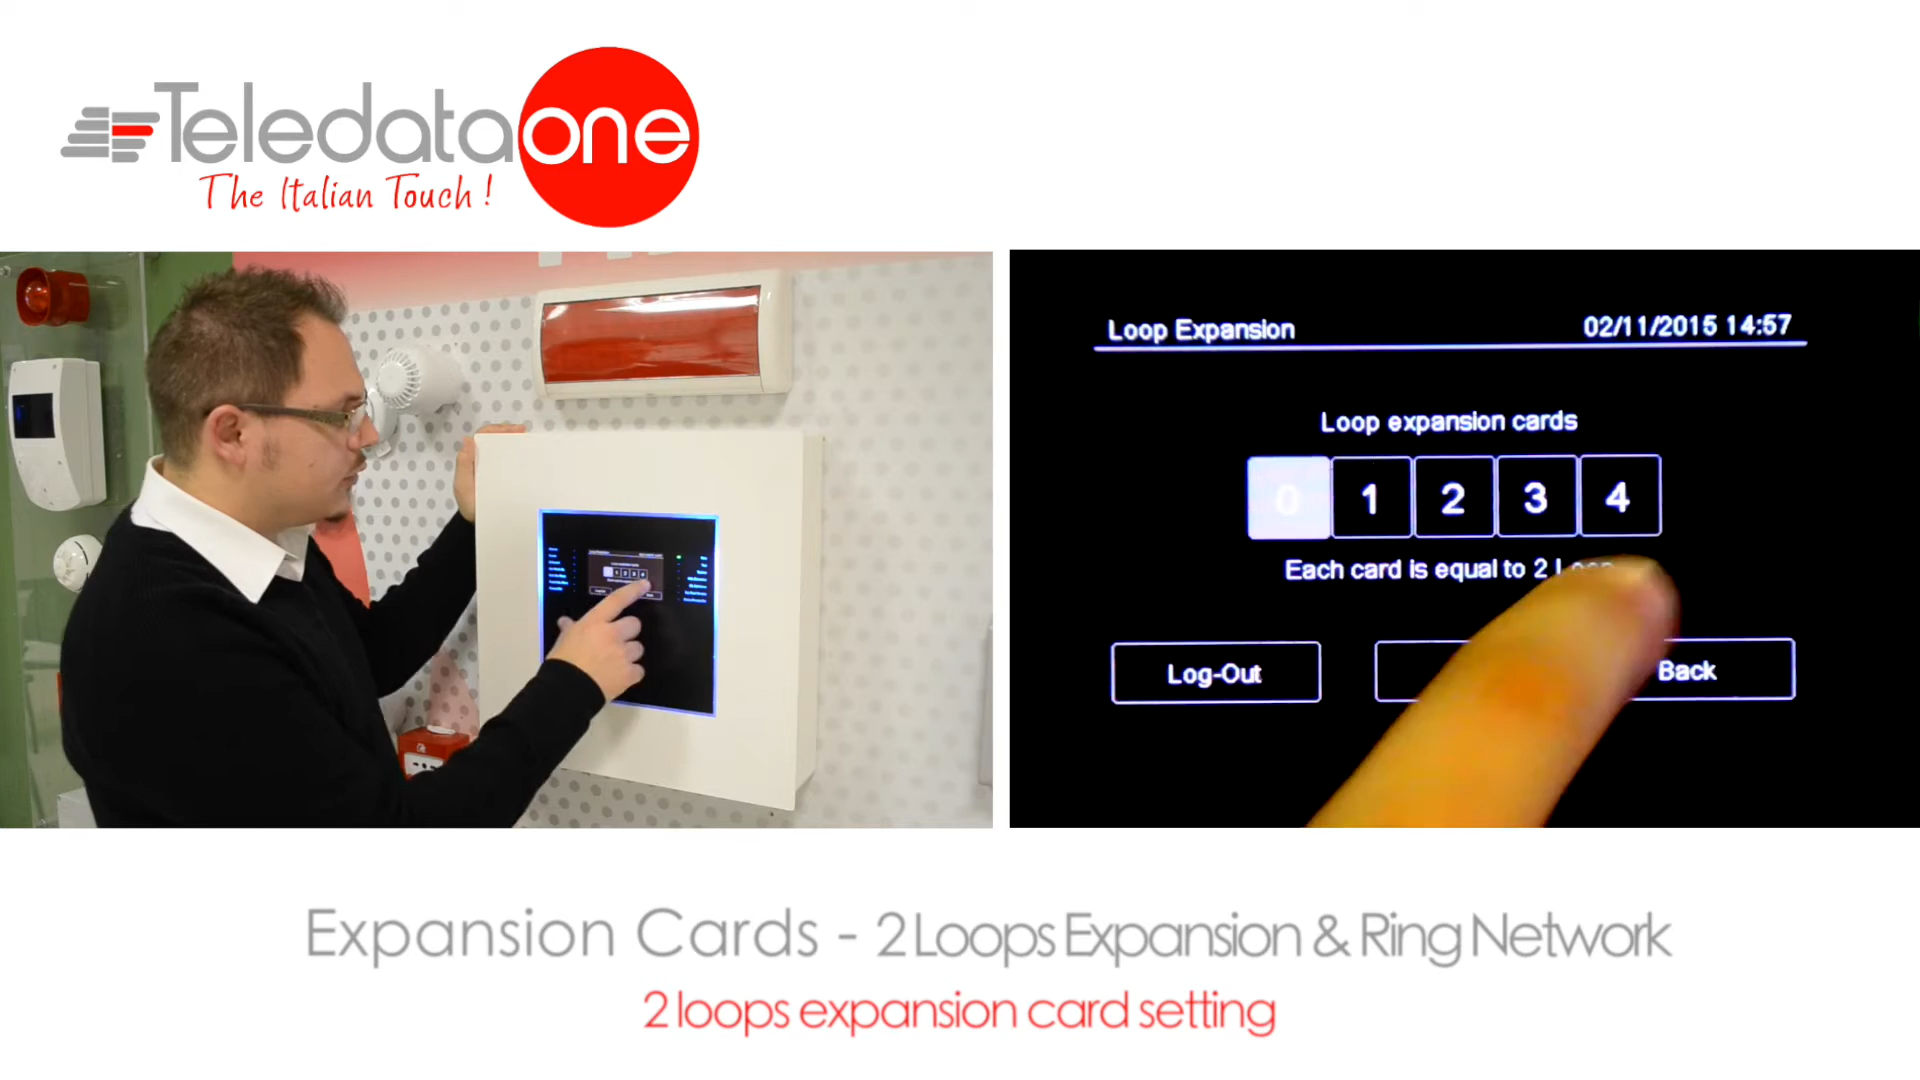 Teledata one
The Italian Touch !
Loop Expansion 02/11/2015 14:57
Loop expansion cards
0 1 2 3 4
Each card is equal to 2 Loop
Log-Out Back
Expansion Cards - 2 Loops Expansion & Ring Network
2 loops expansion card setting